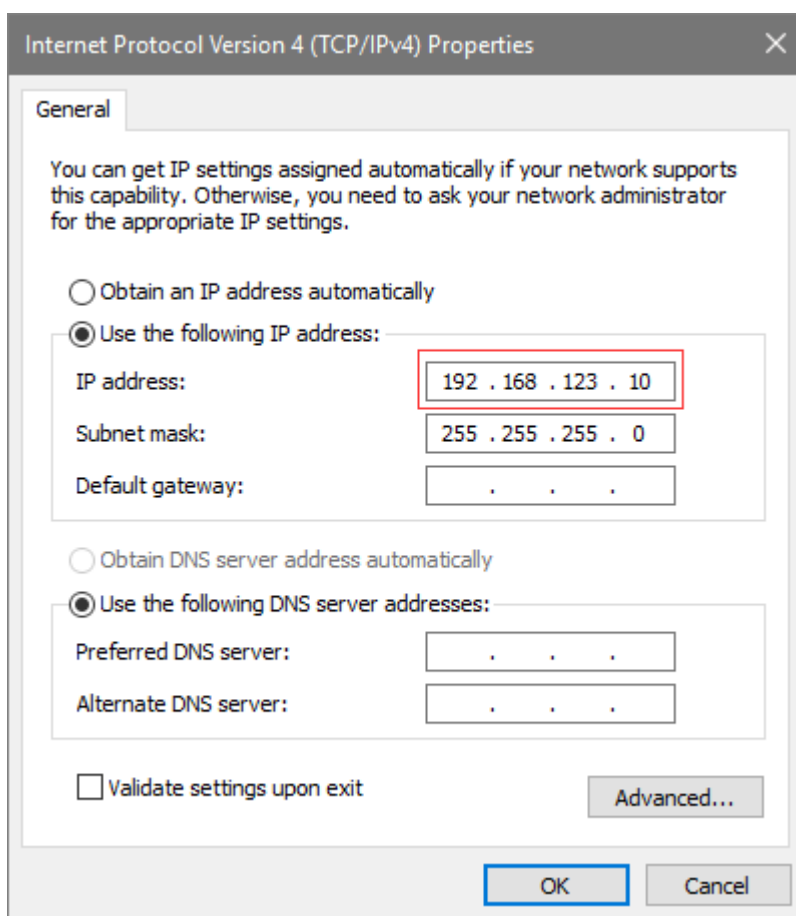 Internet Protocol Version 4 (TCP/IPv4) Properties
General
You can get IP settings assigned automatically if your network supports
this capability. Otherwise, you need to ask your network administrator
for the appropriate IP settings.
Obtain an IP address automatically
Use the following IP address:
IP address: 192 . 168 . 123 . 10
Subnet mask: 255 . 255 . 255 . 0
Default gateway: . . .
Obtain DNS server address automatically
Use the following DNS server addresses:
Preferred DNS server: . . .
Alternate DNS server: . . .
Validate settings upon exit
Advanced...
OK Cancel